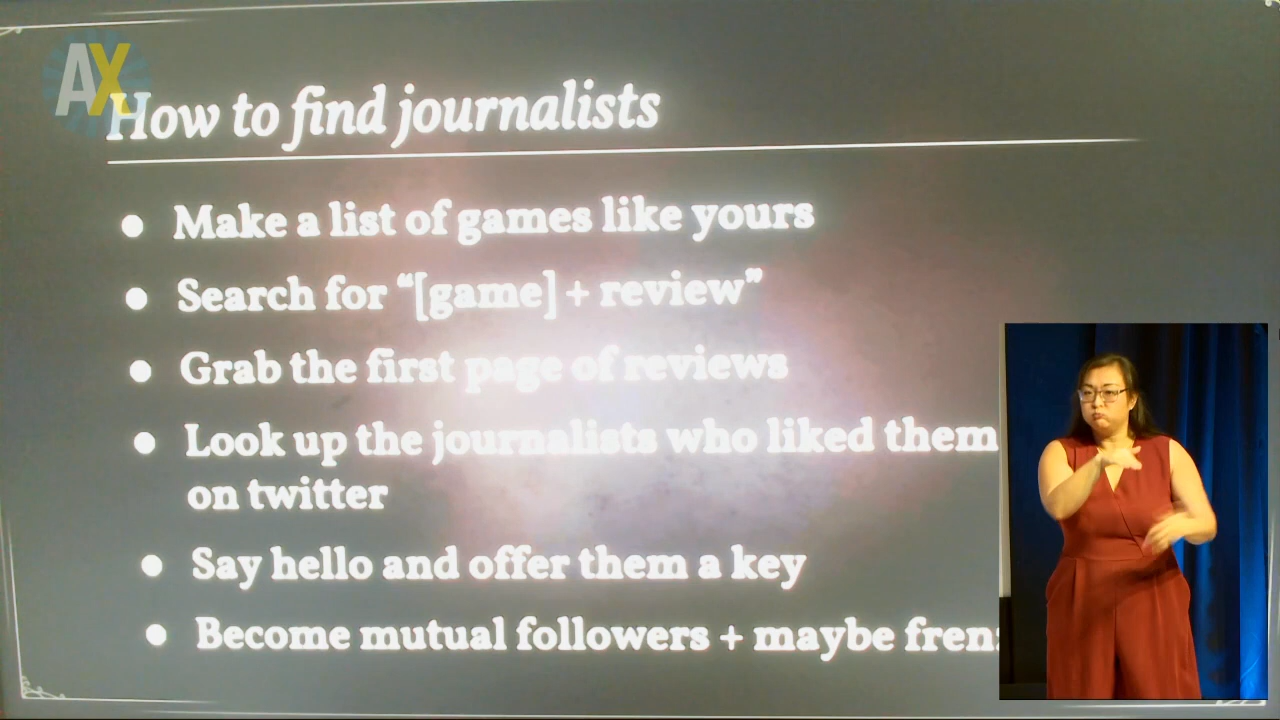 AX
How to find journalists
Make a list of games like yours
Search for “[game] + review”
Grab the first page of reviews
Look up the journalists who liked them
on twitter
Say hello and offer them a key
Become mutual followers + maybe